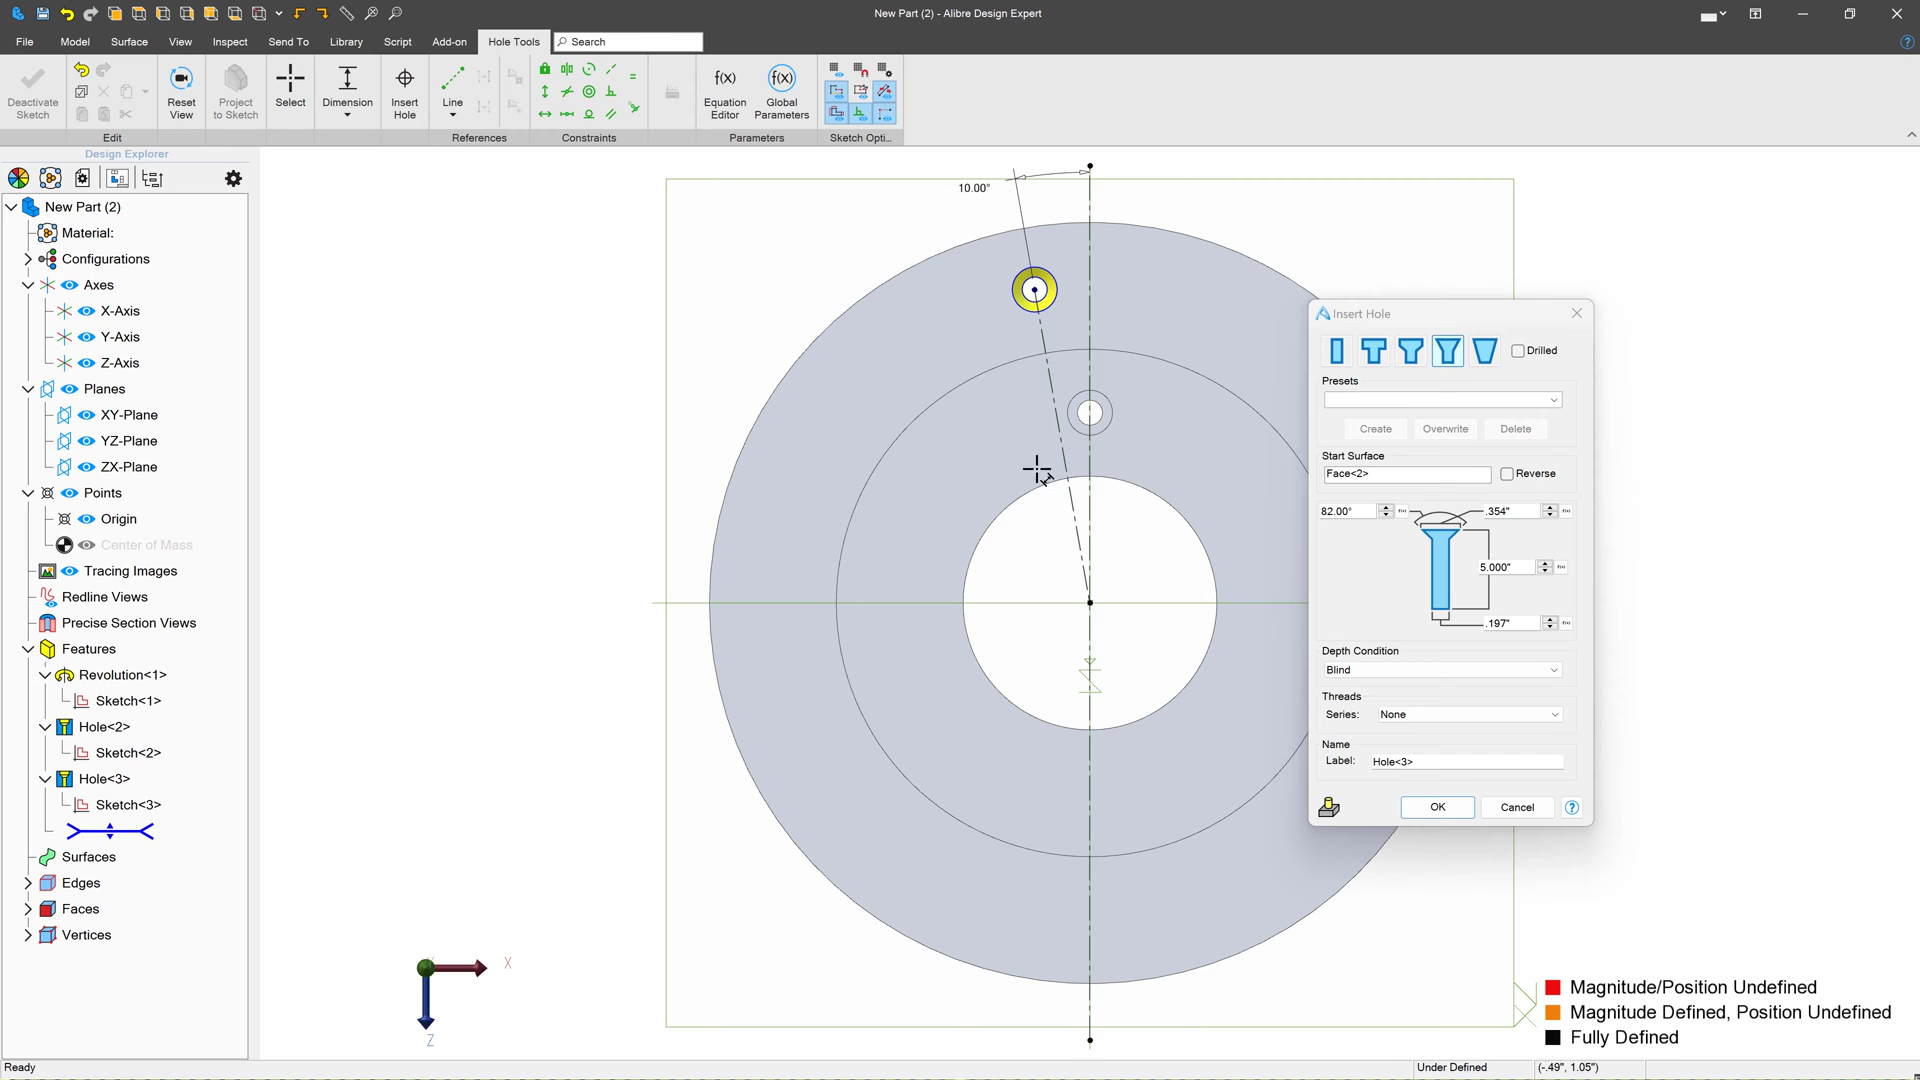 New Part (2) - Alibre Design Expert
File Model Surface View Inspect Send To Library Script Add-on Hole Tools Search
Deactivate Sketch
Reset View
Project to Sketch
Select
Dimension
Insert Hole
Line
Equation Editor
Global Parameters
Edit References Constraints Parameters Sketch Opti...
Design Explorer
New Part (2)
Material:
Configurations
Axes
X-Axis
Y-Axis
Z-Axis
Planes
XY-Plane
YZ-Plane
ZX-Plane
Points
Origin
Center of Mass
Tracing Images
Redline Views
Precise Section Views
Features
Revolution<1>
Sketch<1>
Hole<2>
Sketch<2>
Hole<3>
Sketch<3>
Surfaces
Edges
Faces
Vertices
10.00°
X
Z
Insert Hole
Drilled
Presets
Create Overwrite Delete
Start Surface
Face<2> Reverse
82.00° f(x) .354" f(x)
5.000" f(x)
.197" f(x)
Depth Condition
Blind
Threads
Series: None
Name
Label: Hole<3>
OK Cancel
Magnitude/Position Undefined
Magnitude Defined, Position Undefined
Fully Defined
Ready Under Defined (-.49", 1.05")